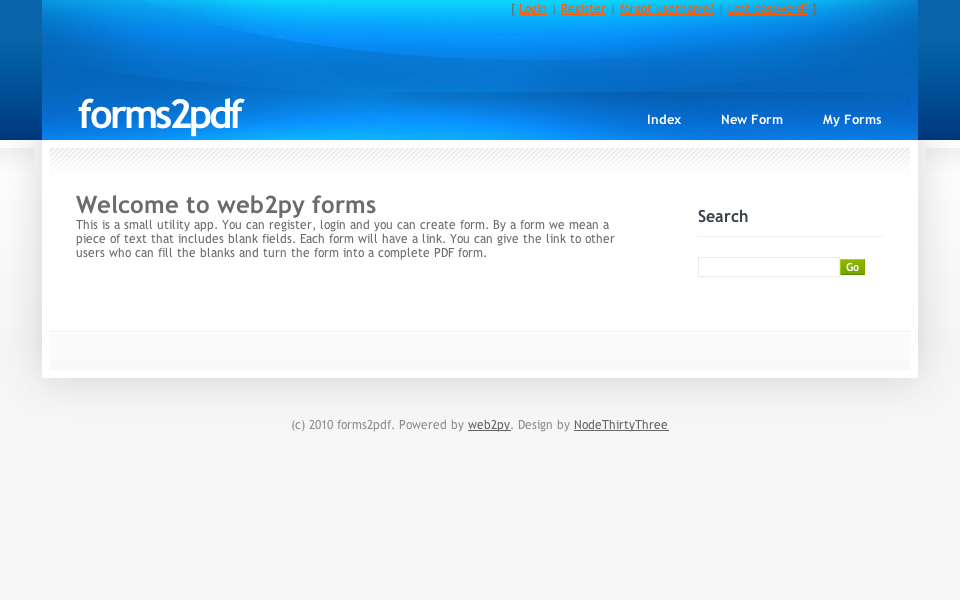 [ Login | Register | forgot username? | Lost password? ]
forms2pdf
Index New Form My Forms
Welcome to web2py forms
This is a small utility app. You can register, login and you can create form. By a form we mean a
piece of text that includes blank fields. Each form will have a link. You can give the link to other
users who can fill the blanks and turn the form into a complete PDF form.
Search
Go
(c) 2010 forms2pdf. Powered by web2py. Design by NodeThirtyThree